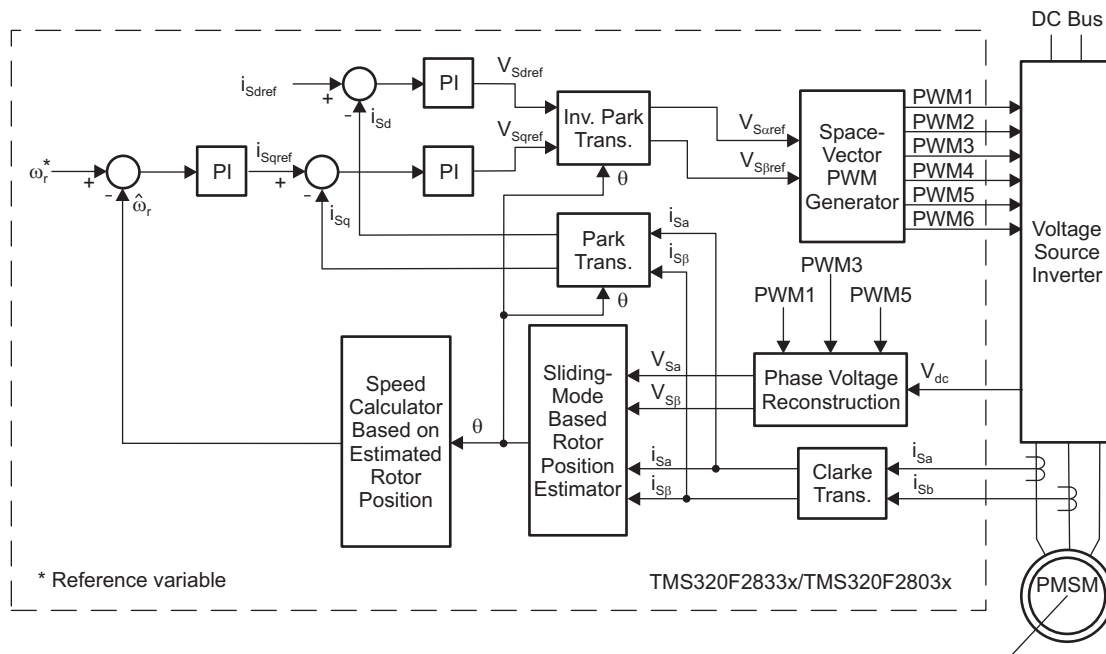 DC Bus
i_Sdref
+
-
i_Sd
PI
V_Sdref
Inv. Park
Trans.
V_Sαref
V_Sβref
Space-
Vector
PWM
Generator
PWM1
PWM2
PWM3
PWM4
PWM5
PWM6
Voltage
Source
Inverter
ω_r^*
+
-
ω̂_r
PI
i_Sqref
+
-
i_Sq
PI
V_Sqref
θ
Park
Trans.
i_Sa
i_Sβ
θ
PWM3
PWM1
PWM5
Speed
Calculator
Based on
Estimated
Rotor
Position
θ
Sliding-
Mode
Based
Rotor
Position
Estimator
V_Sa
V_Sβ
i_Sa
i_Sβ
Phase Voltage
Reconstruction
V_dc
Clarke
Trans.
i_Sa
i_Sb
* Reference variable
TMS320F2833x/TMS320F2803x
PMSM